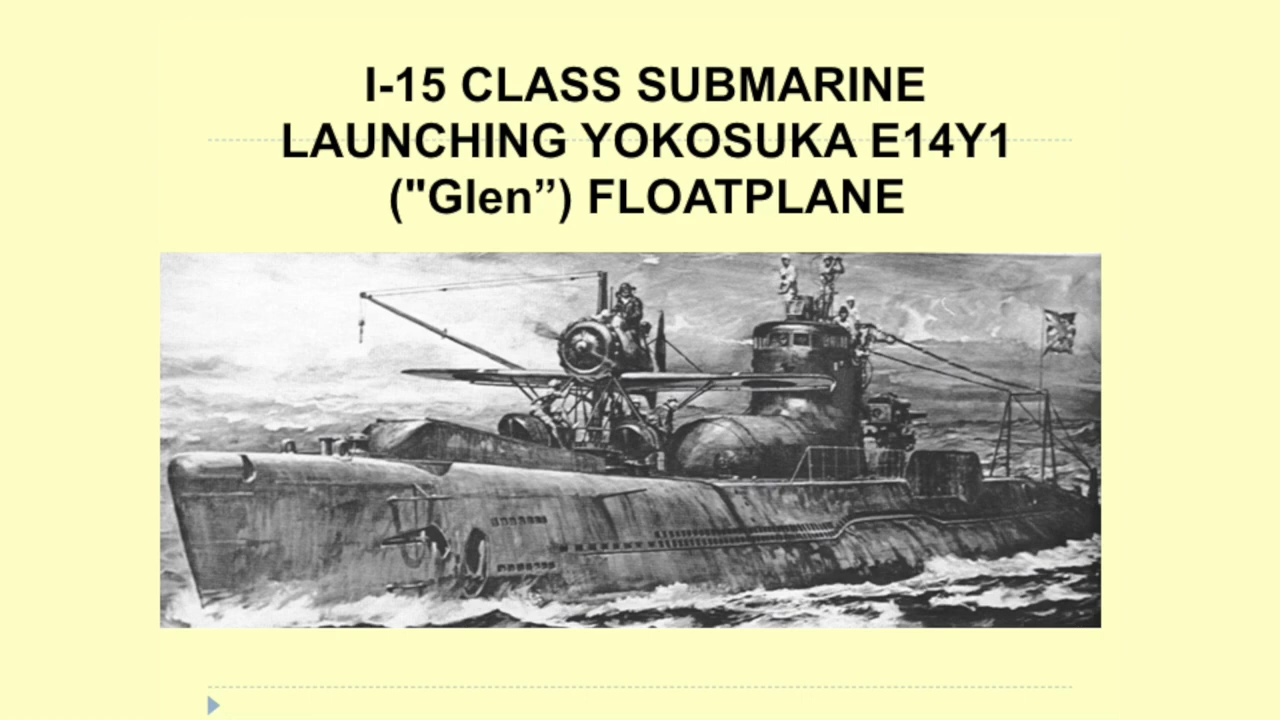 I-15 CLASS SUBMARINE
LAUNCHING YOKOSUKA E14Y1
("Glen”) FLOATPLANE